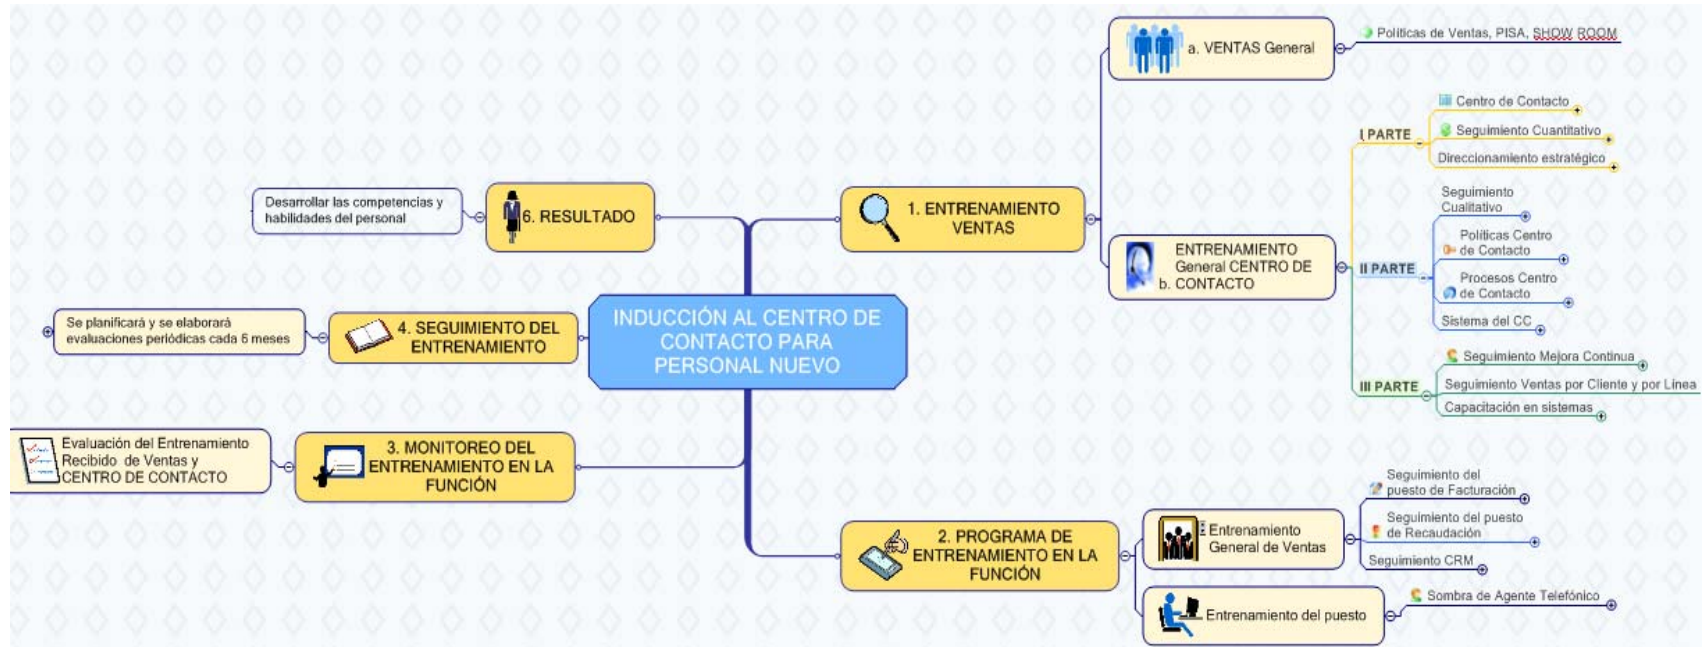 INDUCCIÓN AL CENTRO DE
CONTACTO PARA
PERSONAL NUEVO
1. ENTRENAMIENTO
VENTAS
a. VENTAS General
Políticas de Ventas, PISA, SHOW ROOM
ENTRENAMIENTO
General CENTRO DE
b. CONTACTO
I PARTE
Centro de Contacto
Seguimiento Cuantitativo
Direccionamiento estratégico
II PARTE
Seguimiento
Cualitativo
Políticas Centro
de Contacto
Procesos Centro
de Contacto
Sistema del CC
III PARTE
Seguimiento Mejora Continua
Seguimiento Ventas por Cliente y por Línea
Capacitación en sistemas
2. PROGRAMA DE
ENTRENAMIENTO EN LA
FUNCIÓN
Entrenamiento
General de Ventas
Seguimiento del
puesto de Facturación
Seguimiento del puesto
de Recaudación
Seguimiento CRM
Entrenamiento del puesto
Sombra de Agente Telefónico
3. MONITOREO DEL
ENTRENAMIENTO EN LA
FUNCIÓN
Evaluación del Entrenamiento
Recibido de Ventas y
CENTRO DE CONTACTO
4. SEGUIMIENTO DEL
ENTRENAMIENTO
Se planificará y se elaborará
evaluaciones periódicas cada 6 meses
6. RESULTADO
Desarrollar las competencias y
habilidades del personal